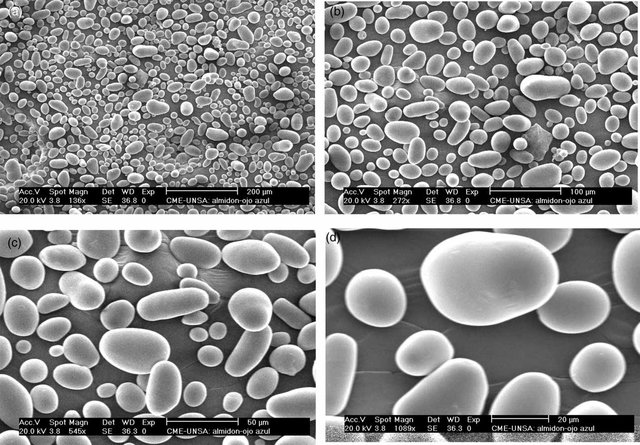 (a)
Acc.V Spot Magn Det WD Exp 200 µm
20.0 kV 3.8 136x SE 36.8 0 CME-UNSA: almidon-ojo azul
(b)
Acc.V Spot Magn Det WD Exp 100 µm
20.0 kV 3.8 272x SE 36.8 0 CME-UNSA: almidon-ojo azul
(c)
Acc.V Spot Magn Det WD Exp 50 µm
20.0 kV 3.8 545x SE 36.3 0 CME-UNSA: almidon-ojo azul
(d)
Acc.V Spot Magn Det WD Exp 20 µm
20.0 kV 3.8 1089x SE 36.3 0 CME-UNSA: almidon-ojo azul